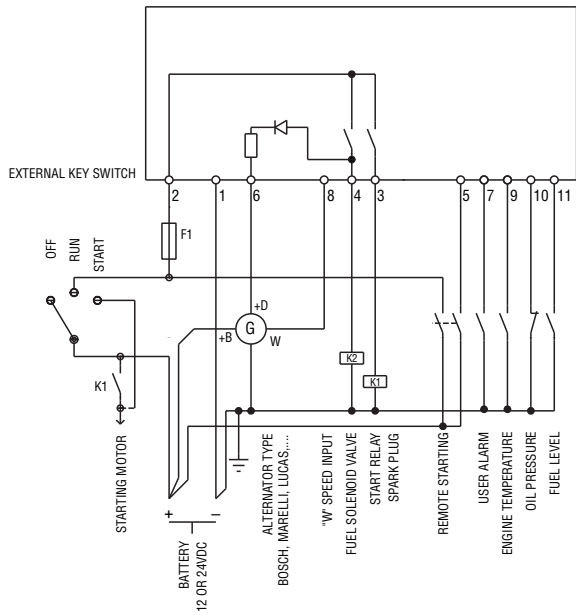 EXTERNAL KEY SWITCH
2
1
6
8
4
3
5
7
9
10
11
F1
OFF
RUN
START
+D
+B
G
W
K2
K1
K1
STARTING MOTOR
+
−
BATTERY
12 OR 24VDC
ALTERNATOR TYPE
BOSCH, MARELLI, LUCAS,....
"W" SPEED INPUT
FUEL SOLENOID VALVE
START RELAY
SPARK PLUG
REMOTE STARTING
USER ALARM
ENGINE TEMPERATURE
OIL PRESSURE
FUEL LEVEL